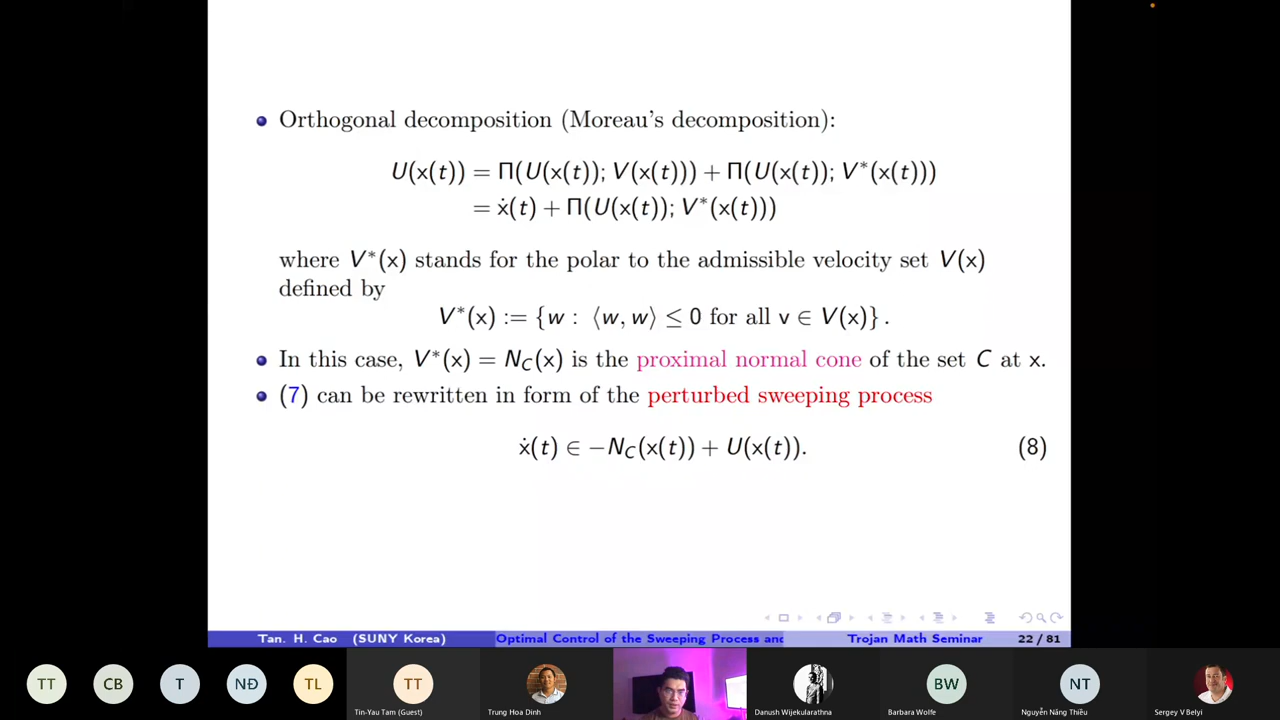 Orthogonal decomposition (Moreau's decomposition):
U(x(t)) = Π(U(x(t)); V(x(t))) + Π(U(x(t)); V*(x(t)))
= ẋ(t) + Π(U(x(t)); V*(x(t)))
where V*(x) stands for the polar to the admissible velocity set V(x)
defined by
V*(x) := {w : ⟨w, w⟩ ≤ 0 for all v ∈ V(x)} .
In this case, V*(x) = N_C(x) is the proximal normal cone of the set C at x.
(7) can be rewritten in form of the perturbed sweeping process
ẋ(t) ∈ −N_C(x(t)) + U(x(t)). (8)
Tan. H. Cao (SUNY Korea) Optimal Control of the Sweeping Process and Trojan Math Seminar 22 / 81
TT CB T NĐ TL TT BW NT
Tin-Yau Tam (Guest) Trung Hoa Dinh Danush Wijekularathna Barbara Wolfe Nguyễn Năng Thiều Sergey V Belyi